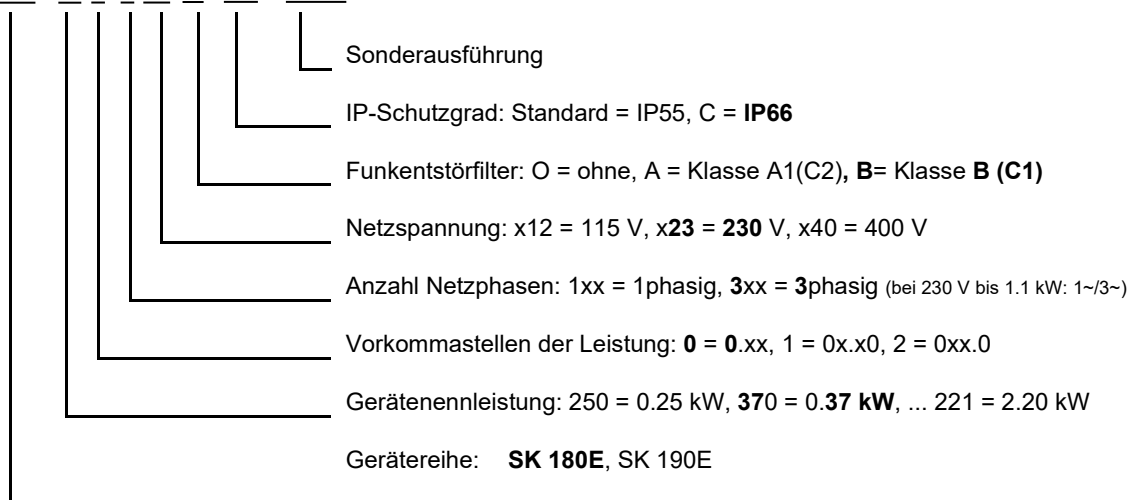 Sonderausführung
IP-Schutzgrad: Standard = IP55, C = IP66
Funkentstörfilter: O = ohne, A = Klasse A1(C2), B= Klasse B (C1)
Netzspannung: x12 = 115 V, x23 = 230 V, x40 = 400 V
Anzahl Netzphasen: 1xx = 1phasig, 3xx = 3phasig (bei 230 V bis 1.1 kW: 1~/3~)
Vorkommastellen der Leistung: 0 = 0.xx, 1 = 0x.x0, 2 = 0xx.0
Gerätenennleistung: 250 = 0.25 kW, 370 = 0.37 kW, ... 221 = 2.20 kW
Gerätereihe: SK 180E, SK 190E